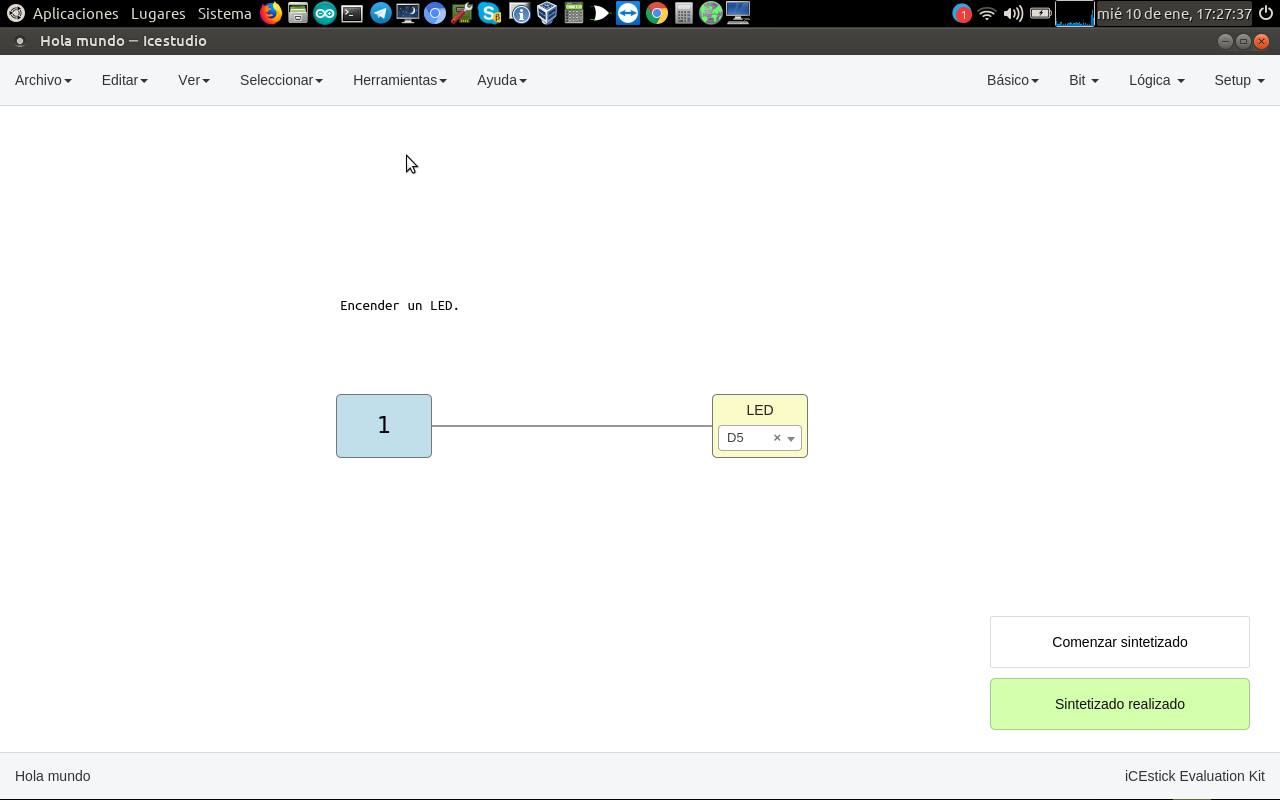 Aplicaciones Lugares Sistema 1 mié 10 de ene, 17:27:37
Hola mundo — Icestudio
Archivo Editar Ver Seleccionar Herramientas Ayuda Básico Bit Lógica Setup
Encender un LED.
1
LED
D5 ×
Comenzar sintetizado
Sintetizado realizado
Hola mundo iCEstick Evaluation Kit